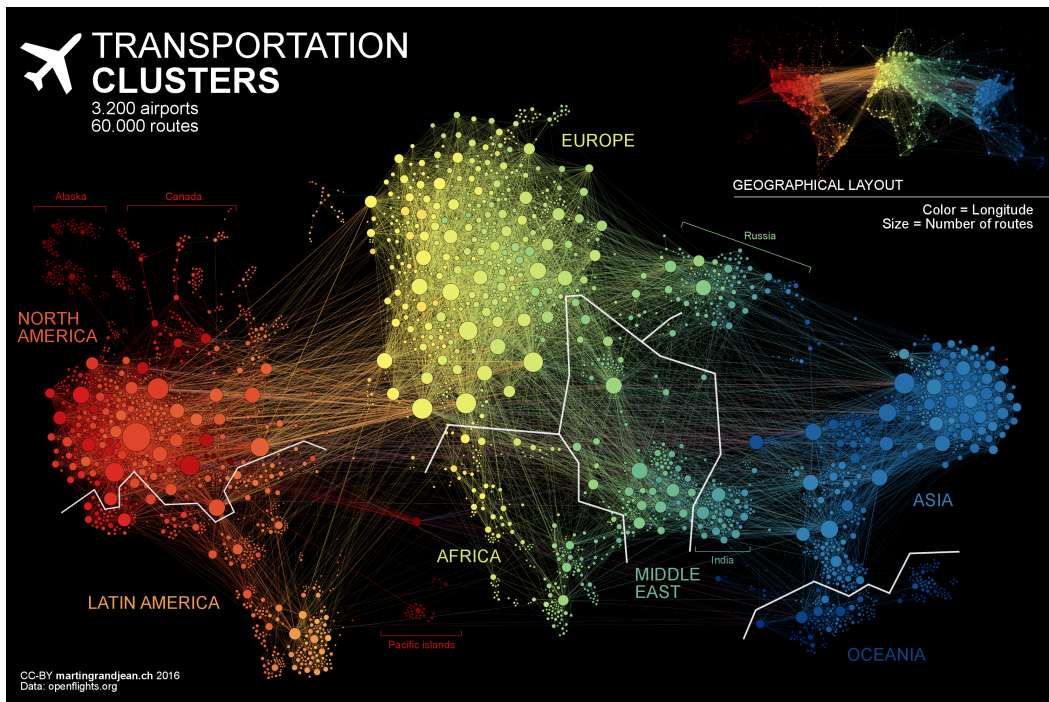 TRANSPORTATION
CLUSTERS
3.200 airports
60.000 routes
GEOGRAPHICAL LAYOUT
Color = Longitude
Size = Number of routes
EUROPE
Alaska
Canada
Russia
NORTH
AMERICA
ASIA
AFRICA
India
MIDDLE
EAST
LATIN AMERICA
Pacific islands
OCEANIA
CC-BY martingrandjean.ch 2016
Data: openflights.org